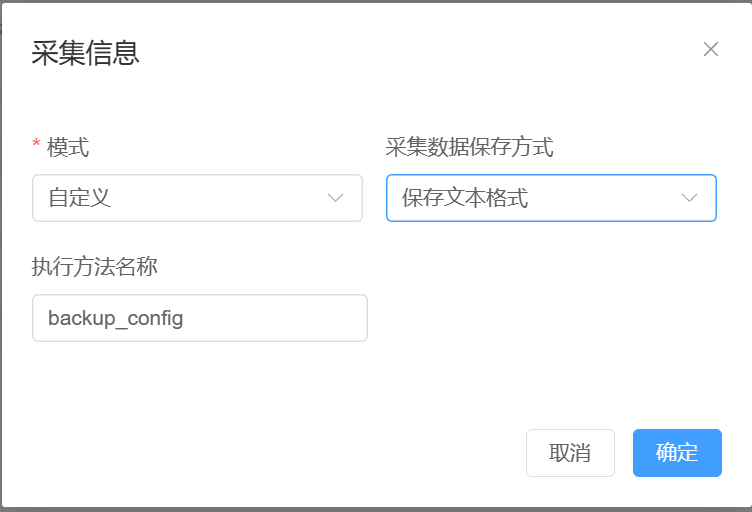 采集信息
* 模式
采集数据保存方式
自定义
保存文本格式
执行方法名称
backup_config
取消
确定